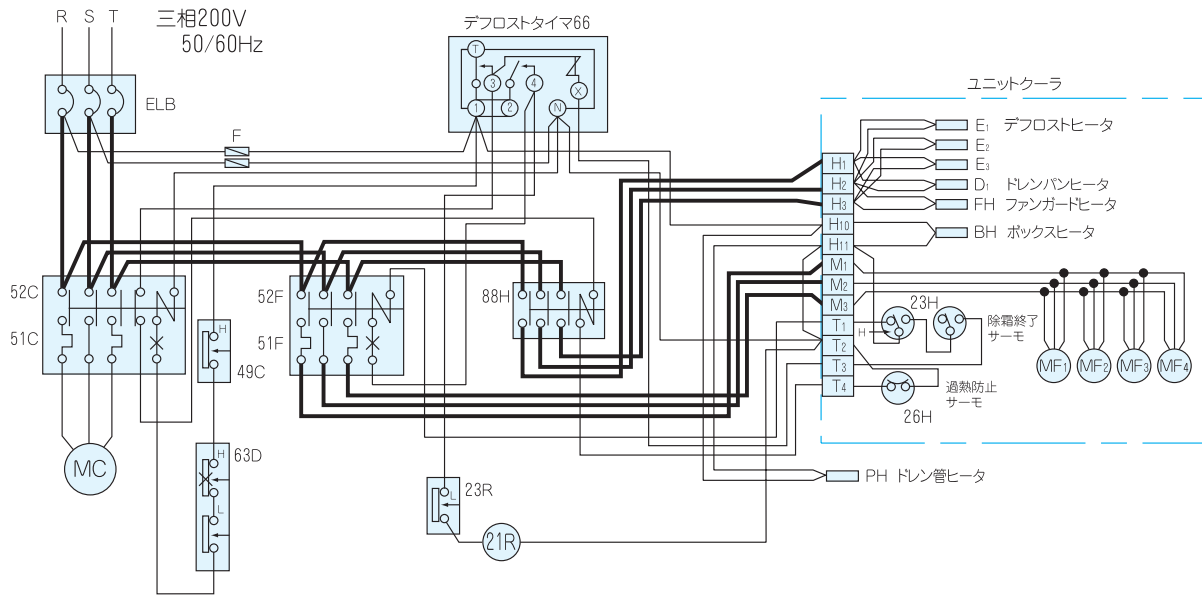 R S T
三相200V
50/60Hz
ELB
F
デフロストタイマ66
T
3
4
X
1
2
N
ユニットクーラ
E1 デフロストヒータ
E2
E3
D1 ドレンパンヒータ
FH ファンガードヒータ
BH ボックスヒータ
H1
H2
H3
H10
H11
M1
M2
M3
T1
T2
T3
T4
23H
H
除霜終了
サーモ
過熱防止
サーモ
26H
MF1
MF2
MF3
MF4
52C
51C
52F
51F
88H
H
49C
MC
H
63D
L
L
23R
21R
PH ドレン管ヒータ